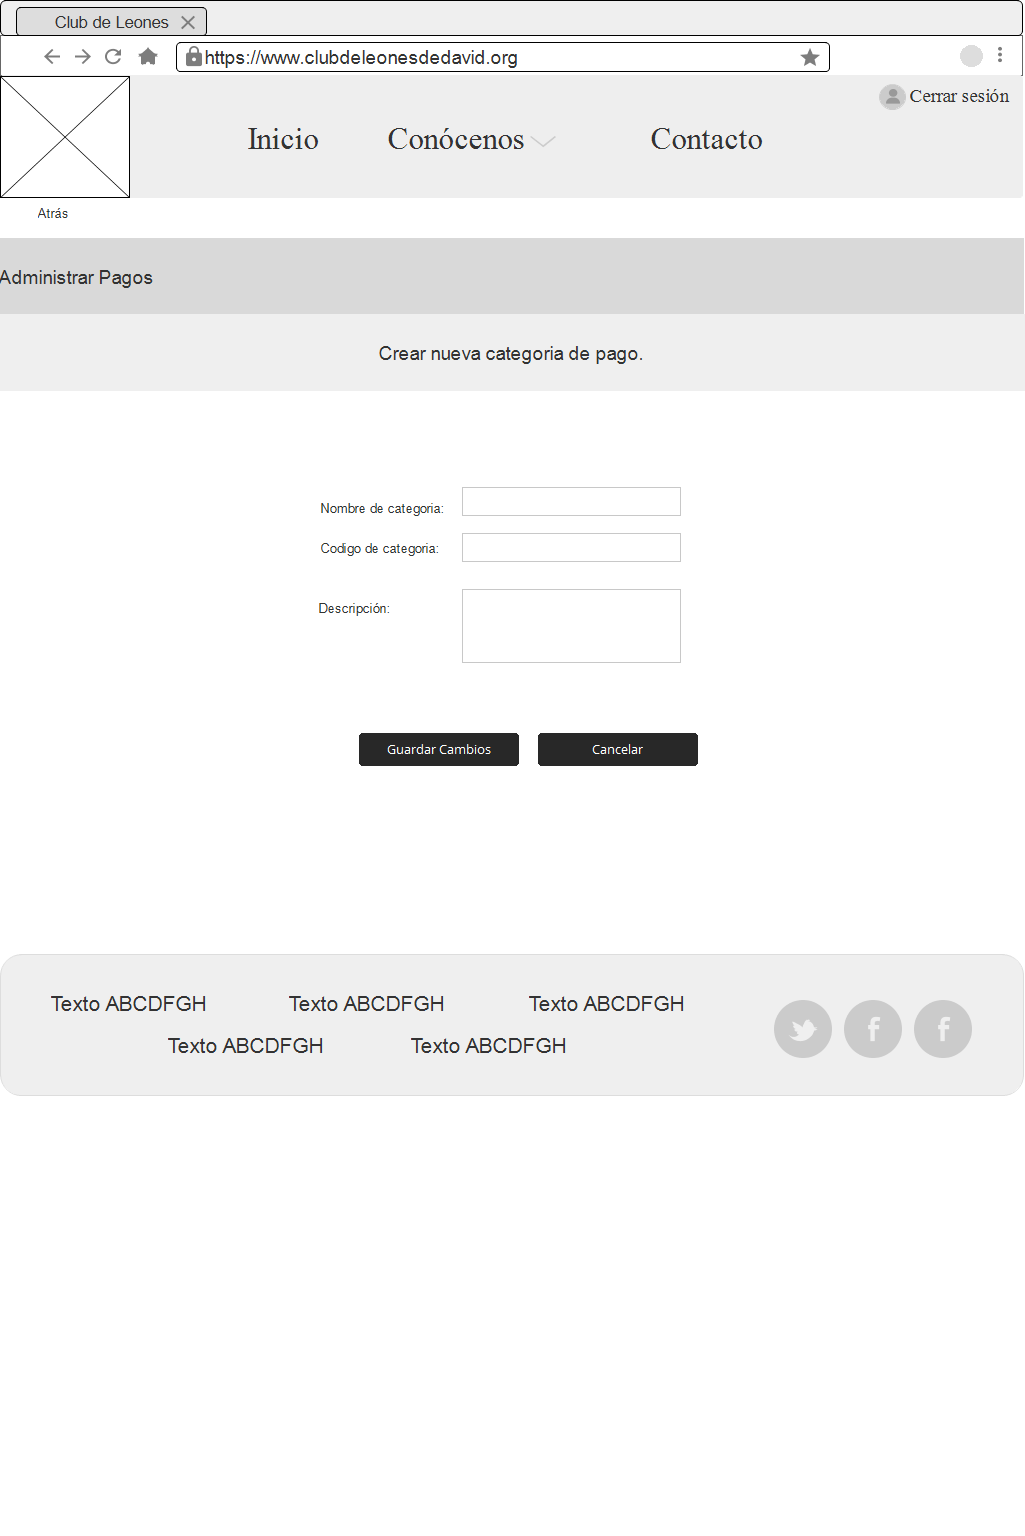 Club de Leones
https://www.clubdeleonesdedavid.org
Cerrar sesión
Inicio Conócenos Contacto
Atrás
Administrar Pagos
Crear nueva categoria de pago.
Nombre de categoria:
Codigo de categoria:
Descripción:
Guardar Cambios Cancelar
Texto ABCDFGH Texto ABCDFGH Texto ABCDFGH
Texto ABCDFGH Texto ABCDFGH